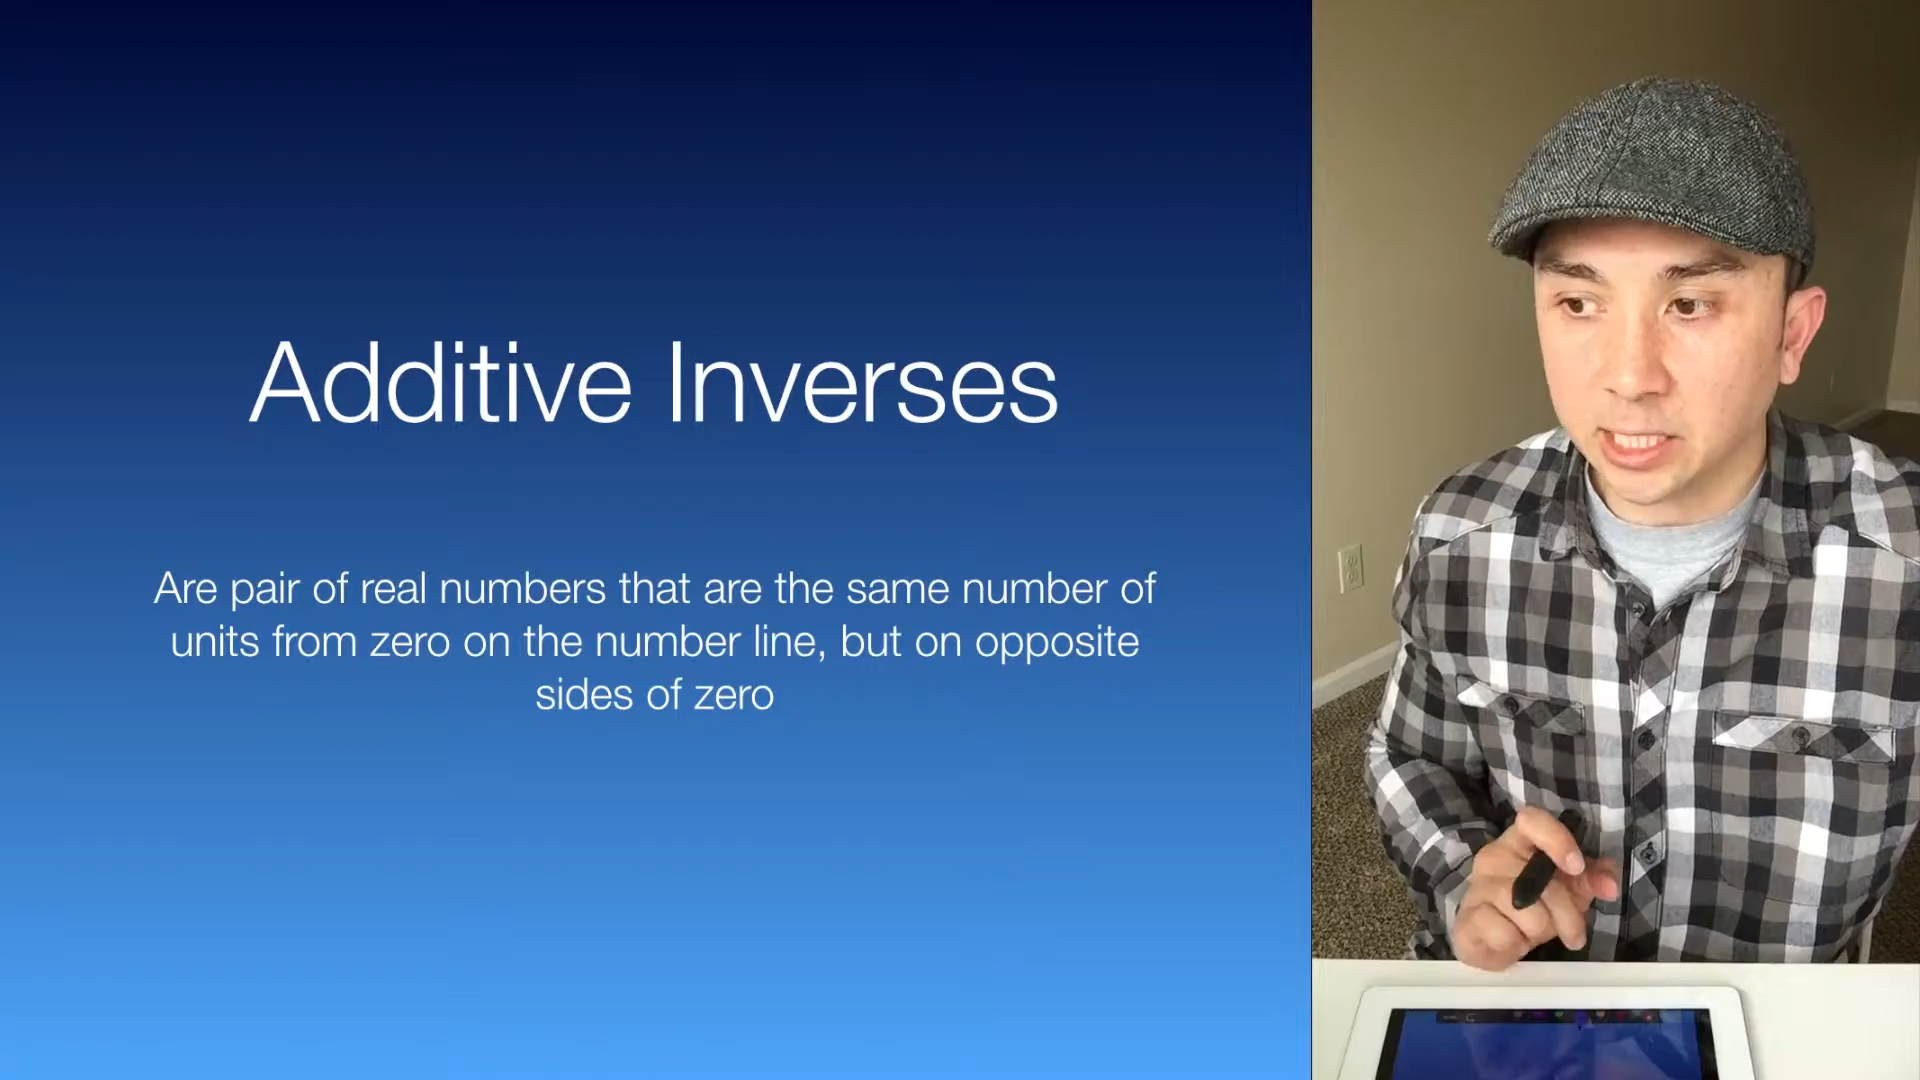 Additive Inverses
Are pair of real numbers that are the same number of
units from zero on the number line, but on opposite
sides of zero